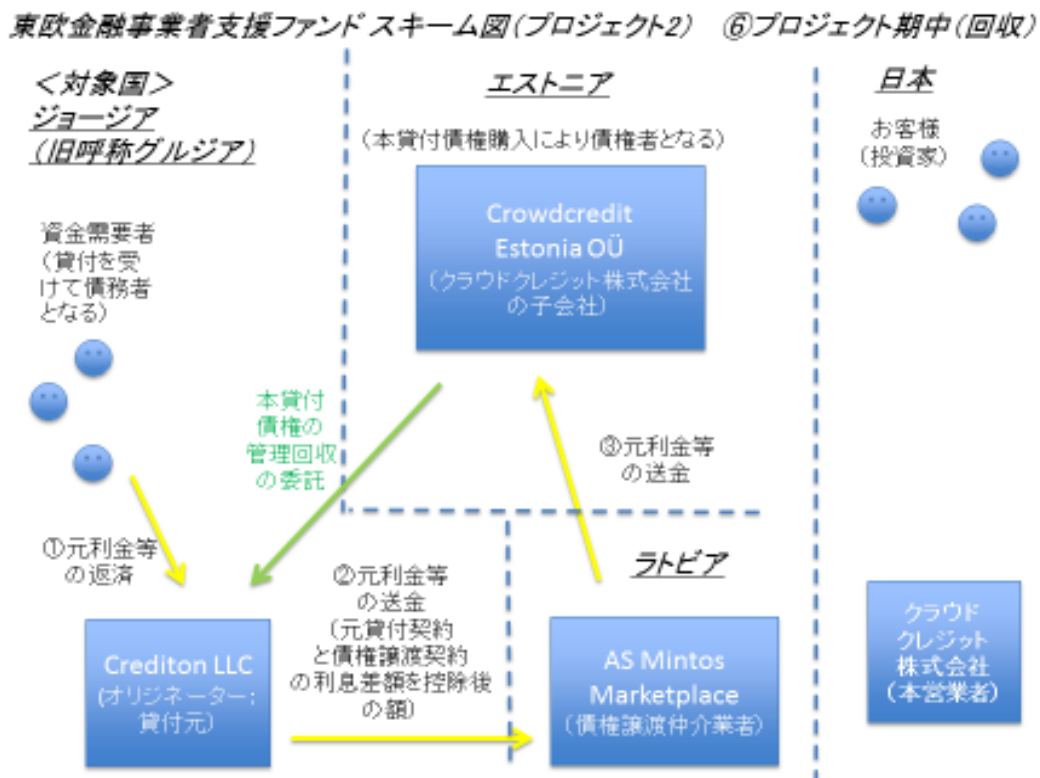 東欧金融事業者支援ファンド スキーム図(プロジェクト2) ⑥プロジェクト期中(回収)
<対象国>
ジョージア
(旧呼称グルジア)
資金需要者
(貸付を受
けて債務者
となる)
①元利金等
の返済
Crediton LLC
(オリジネーター:
貸付元)
本貸付
債権の
管理回収
の委託
②元利金等
の送金
(元貸付契約
と債権譲渡契約
の利息差額を控除後
の額)
エストニア
(本貸付債権購入により債権者となる)
Crowdcredit
Estonia OÜ
(クラウドクレジット株式会社
の子会社)
③元利金等
の送金
ラトビア
AS Mintos
Marketplace
(債権譲渡仲介業者)
日本
お客様
(投資家)
クラウド
クレジット
株式会社
(本営業者)